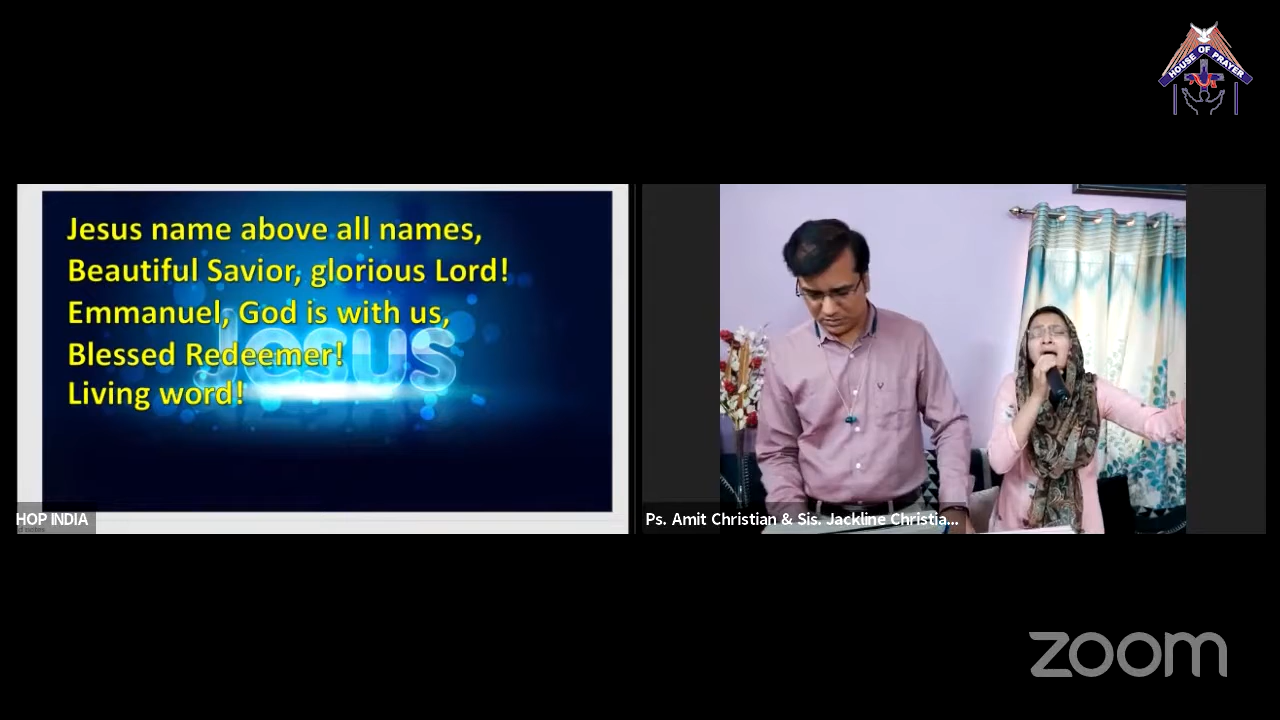 HOUSE OF PRAYER
Jesus name above all names,
Beautiful Savior, glorious Lord!
Emmanuel, God is with us,
Blessed Redeemer!
Living word!
Jesus
HOP INDIA
Ps. Amit Christian & Sis. Jackline Christia...
zoom